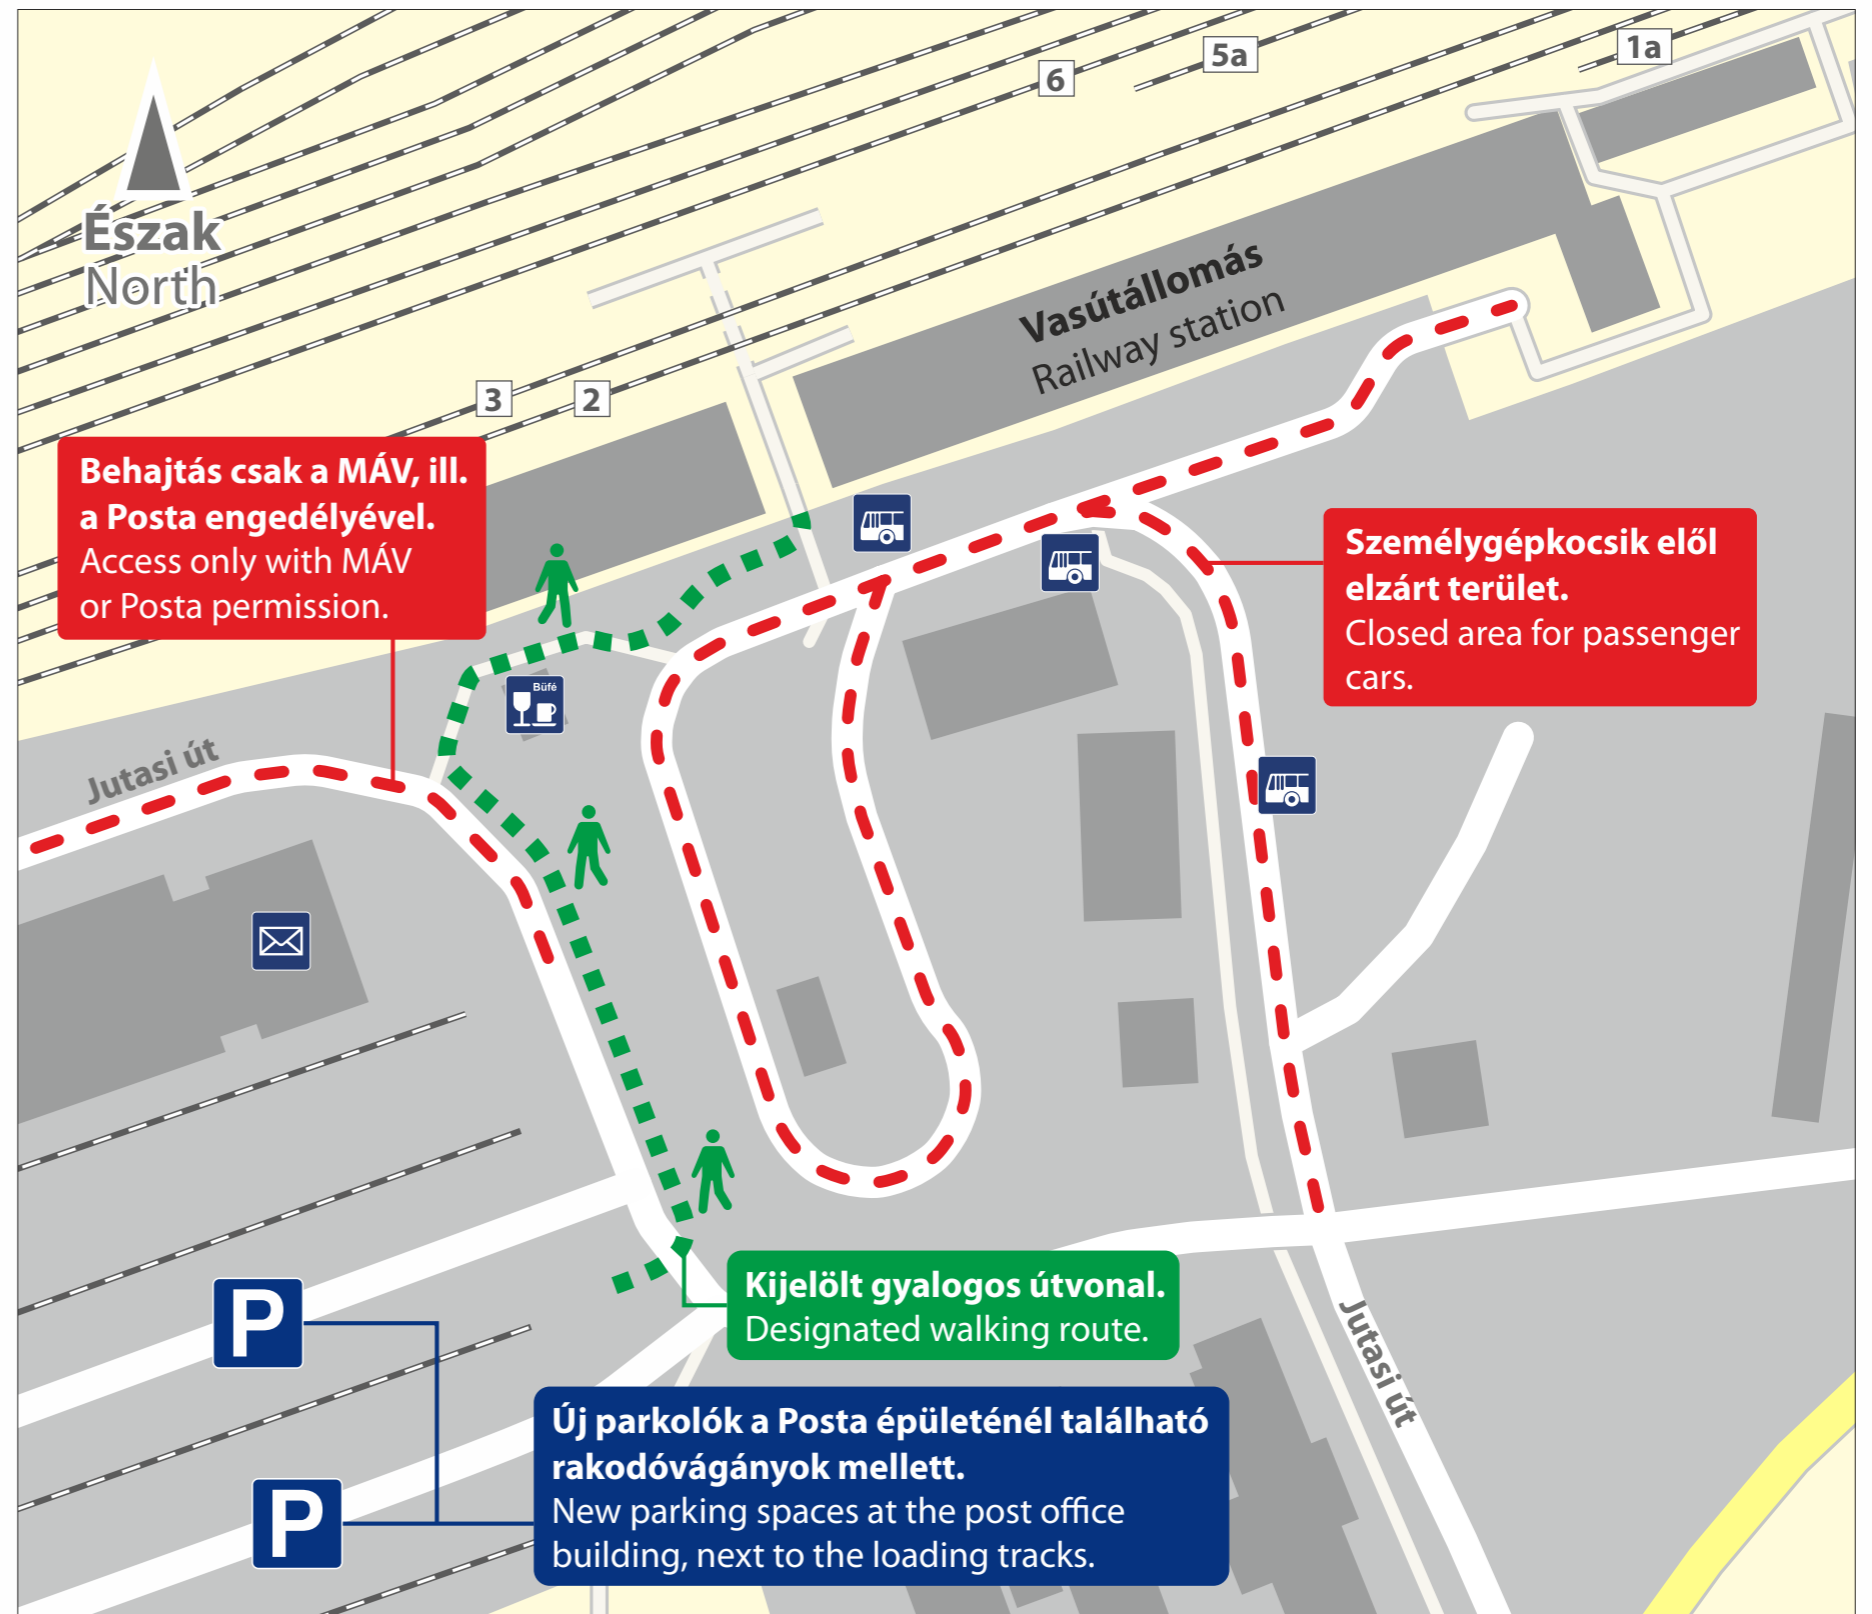 5a
1a
6
Észak
North
Vasútállomás
Railway station
3
2
Behajtás csak a MÁV, ill.
a Posta engedélyével.
Access only with MÁV
or Posta permission.
Személygépkocsik elől
elzárt terület.
Closed area for passenger
cars.
Büfé
Jutasi út
Kijelölt gyalogos útvonal.
Designated walking route.
P
Jutasi út
Új parkolók a Posta épületénél található
rakodóvágányok mellett.
New parking spaces at the post office
building, next to the loading tracks.
P